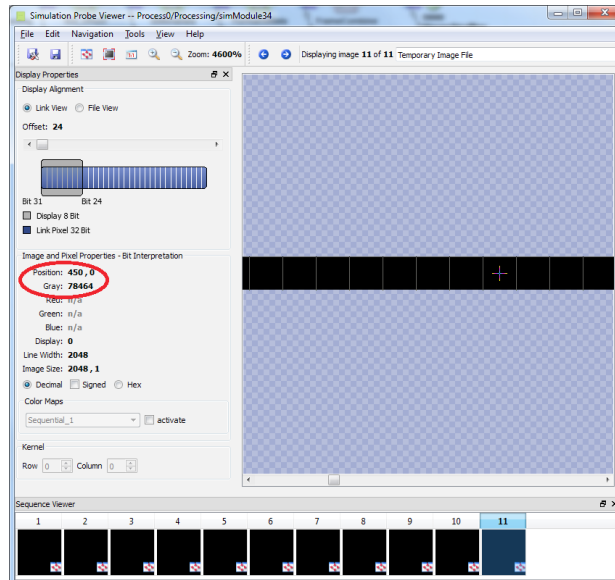 Simulation Probe Viewer -- Process0/Processing/simModule34
File Edit Navigation Tools View Help
Zoom: 4600% Displaying image 11 of 11 Temporary Image File
Display Properties
Display Alignment
Link View File View
Offset: 24
Bit 31 Bit 24
Display 8 Bit
Link Pixel 32 Bit
Image and Pixel Properties - Bit Interpretation
Position: 450 , 0
Gray: 78464
Red: n/a
Green: n/a
Blue: n/a
Display: 0
Line Width: 2048
Image Size: 2048 , 1
Decimal Signed Hex
Color Maps
Sequential_1 activate
Kernel
Row 0 Column 0
Sequence Viewer
1 2 3 4 5 6 7 8 9 10 11